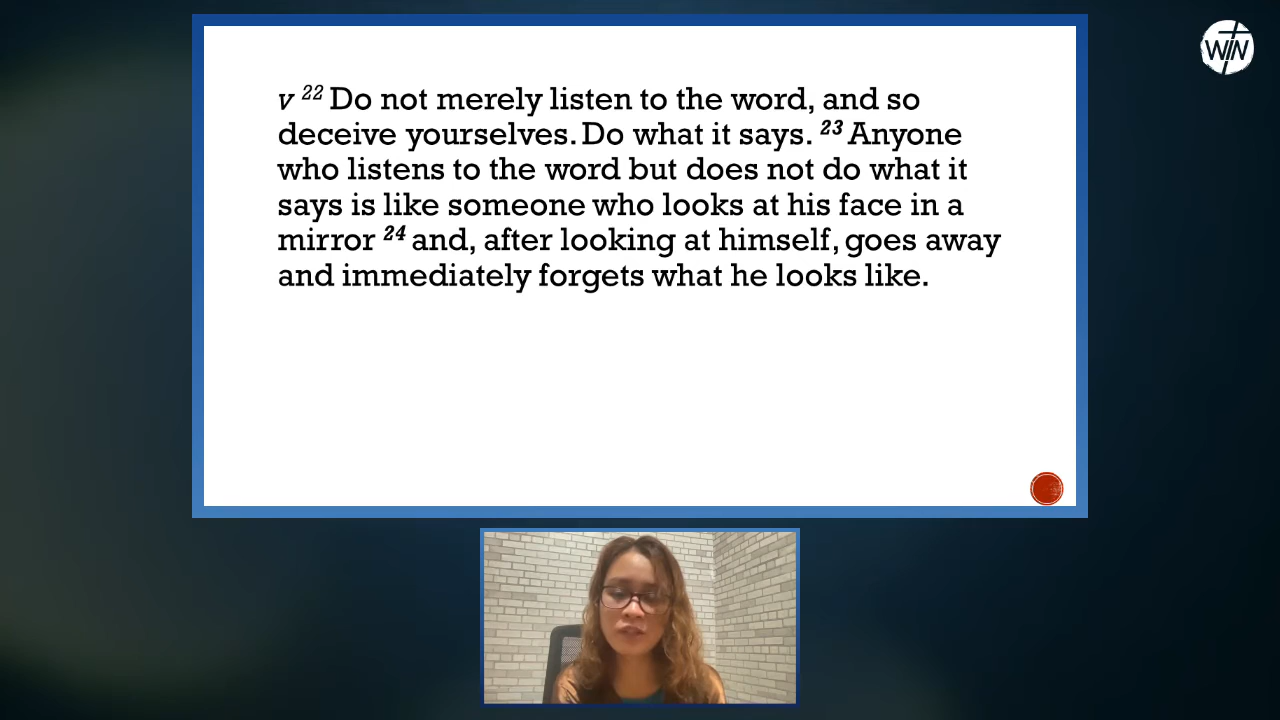 v 22 Do not merely listen to the word, and so
deceive yourselves. Do what it says. 23 Anyone
who listens to the word but does not do what it
says is like someone who looks at his face in a
mirror 24 and, after looking at himself, goes away
and immediately forgets what he looks like.
WIN